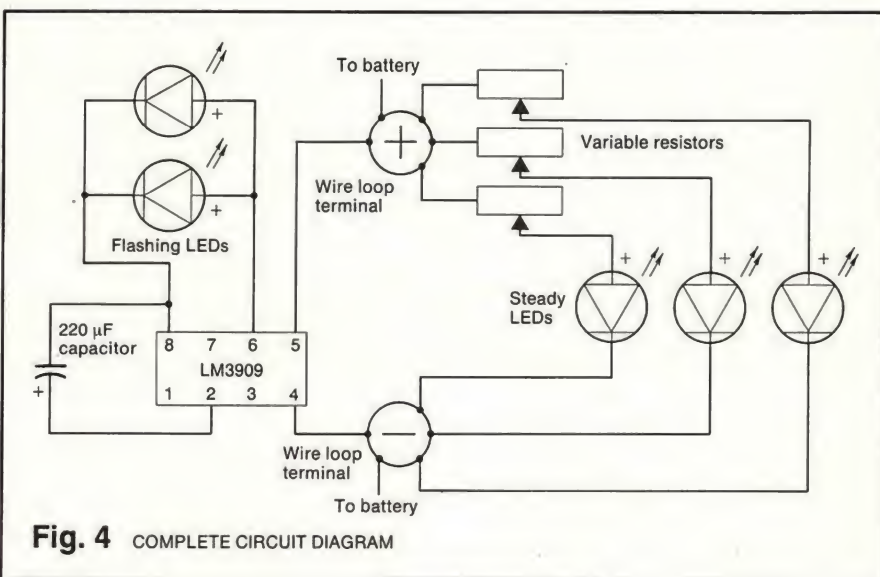 To battery
+
Variable resistors
Wire loop
terminal
+
+
Flashing LEDs
+ + +
Steady
LEDs
220 µF
capacitor
+
8 7 6 5
LM3909
1 2 3 4
−
Wire loop
terminal
To battery
Fig. 4 COMPLETE CIRCUIT DIAGRAM